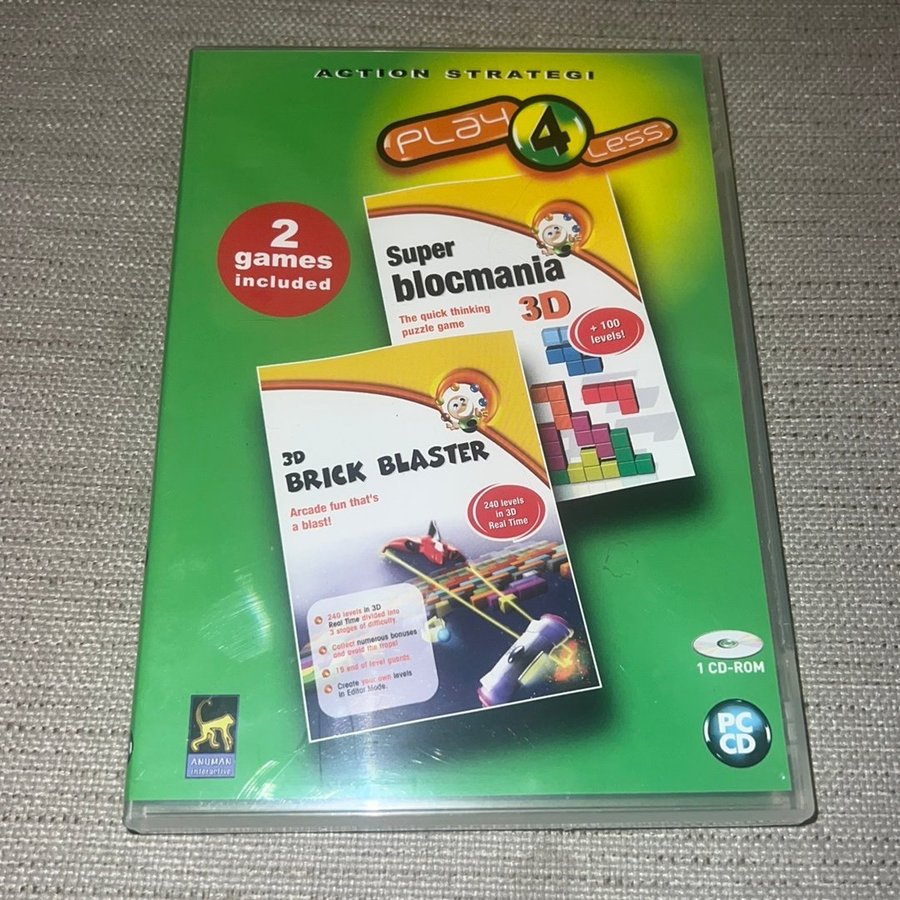 ACTION STRATEGI
PLAY 4 LESS
2
games
included
Super
blocmania
3D
The quick thinking
puzzle game
+ 100
levels!
3D
BRICK BLASTER
Arcade fun that's
a blast!
240 levels
in 3D
Real Time
240 levels in 3D
Real Time divided into
3 stages of difficulty.
Collect numerous bonuses
and avoid the traps!
15 end of level guards.
Create your own levels
in Editor Mode.
1 CD-ROM
PC
CD
ANUMAN
interactive